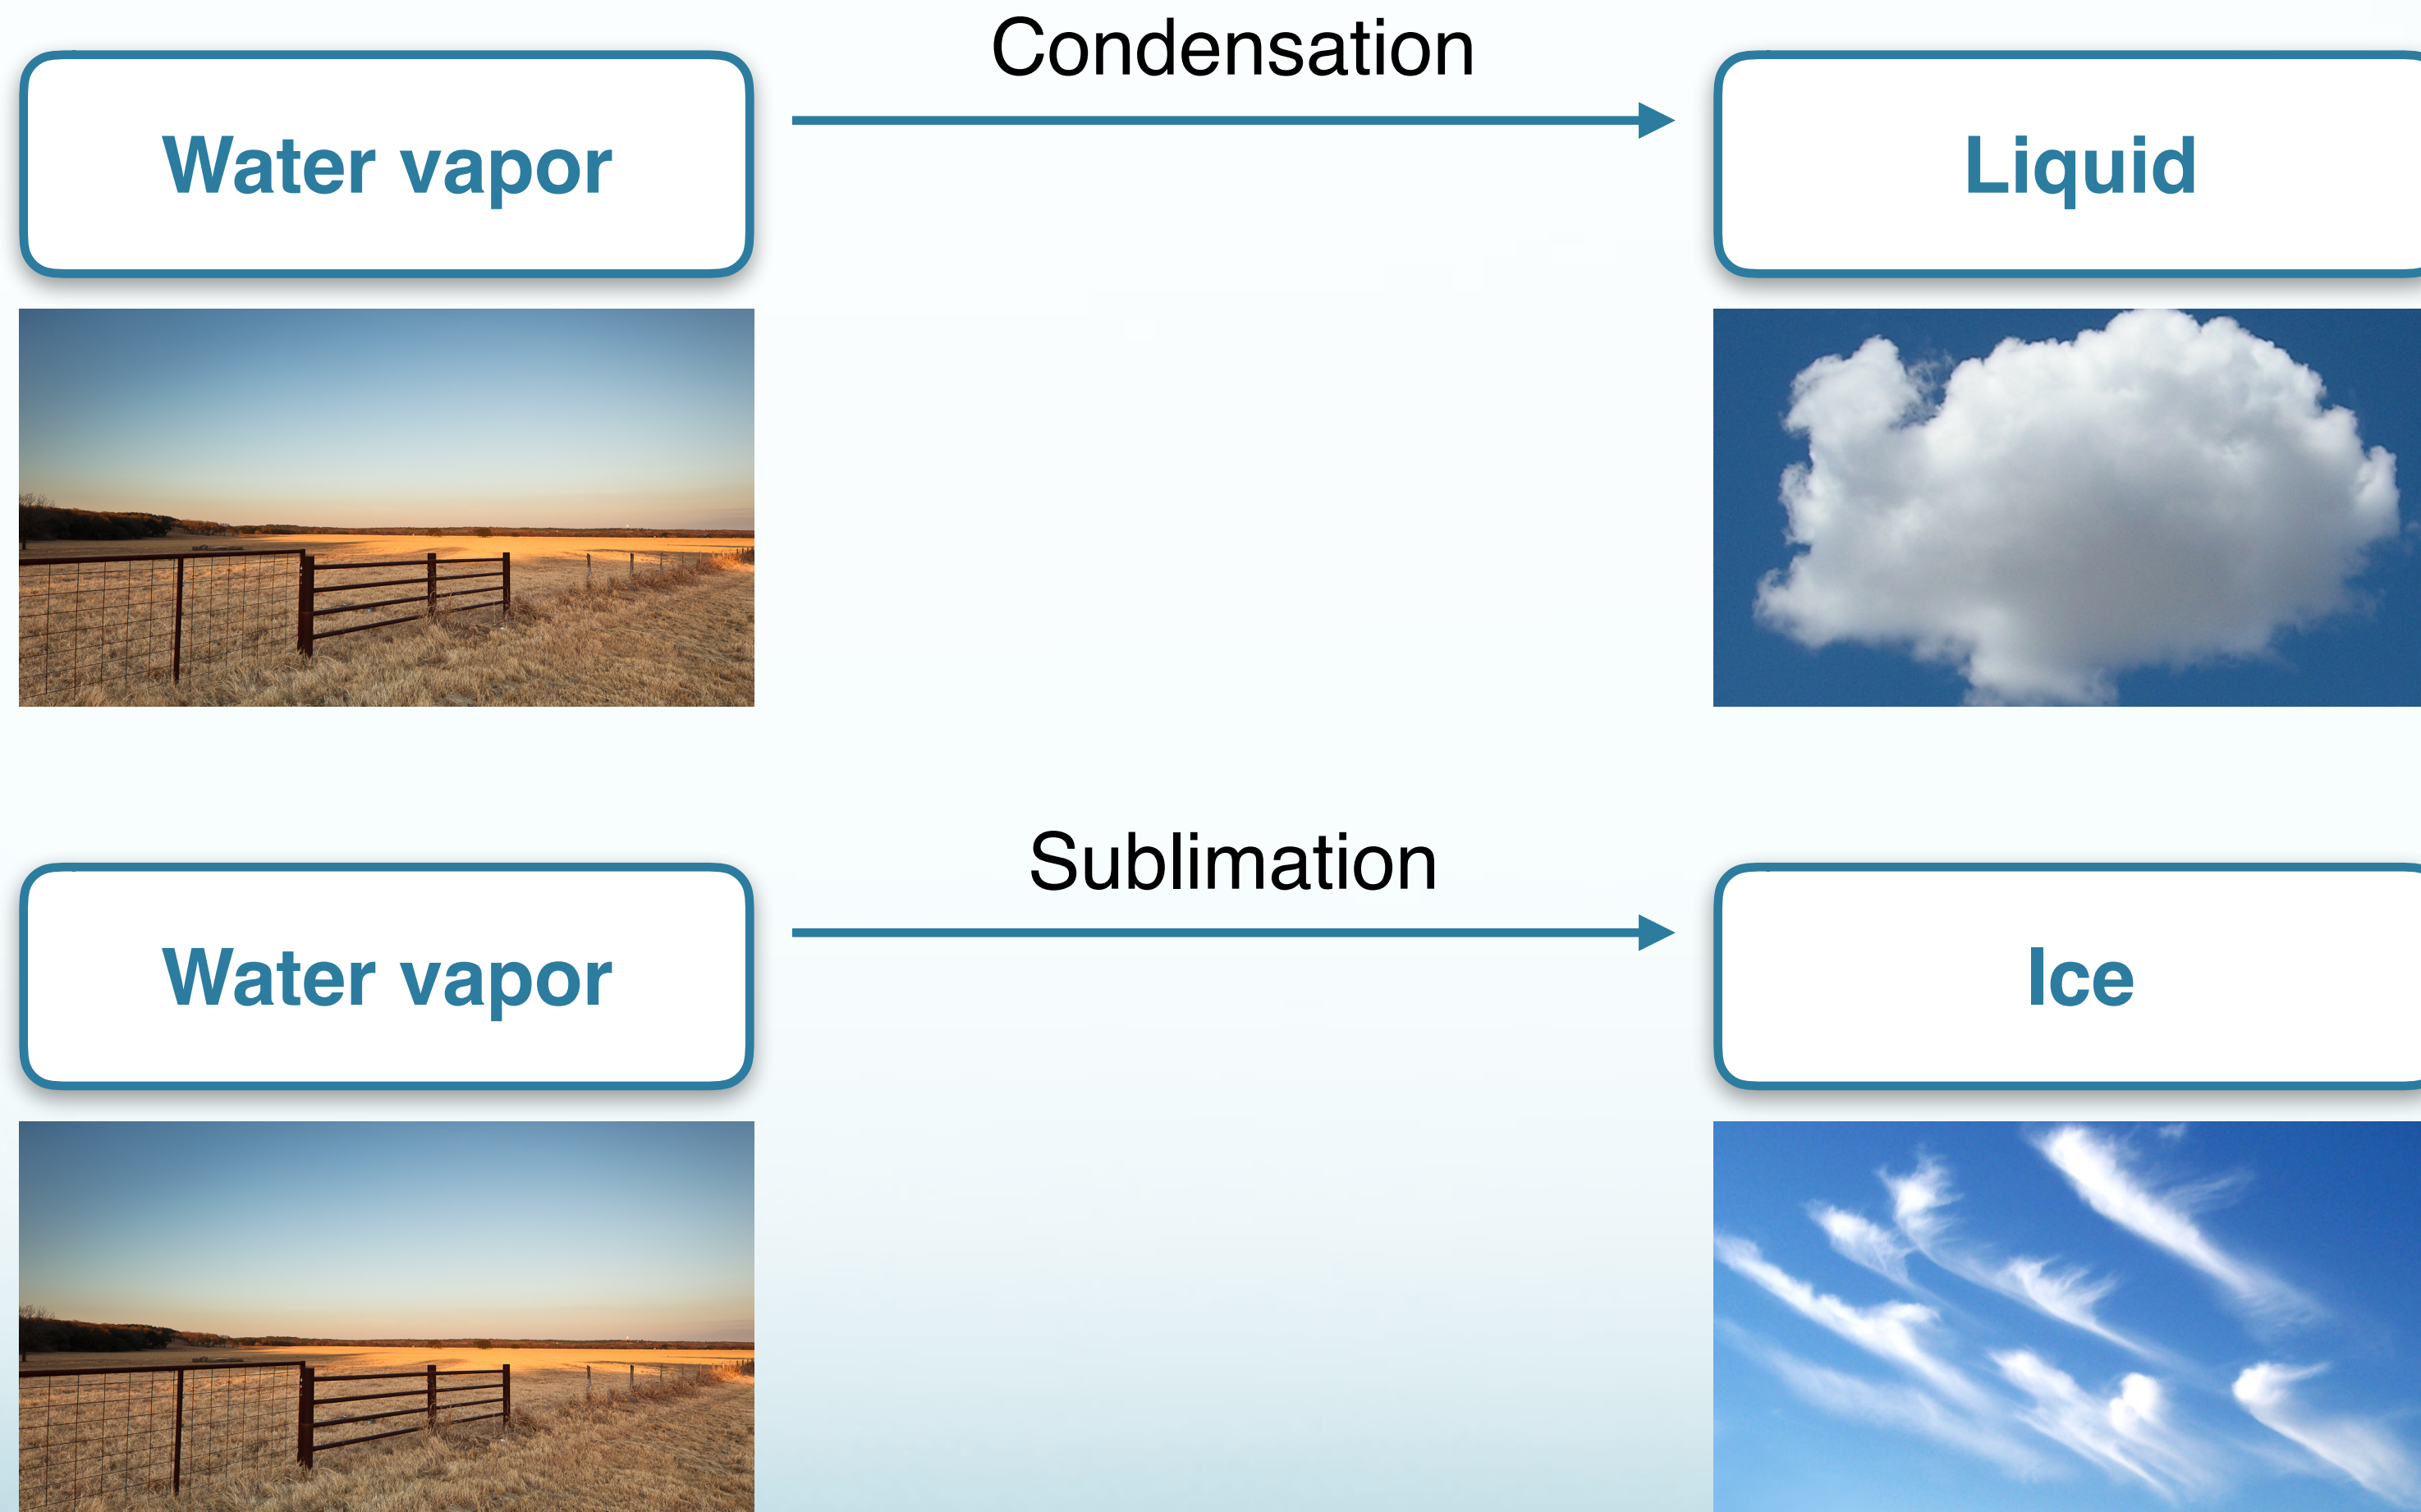 Condensation
Water vapor
Liquid
Sublimation
Water vapor
Ice